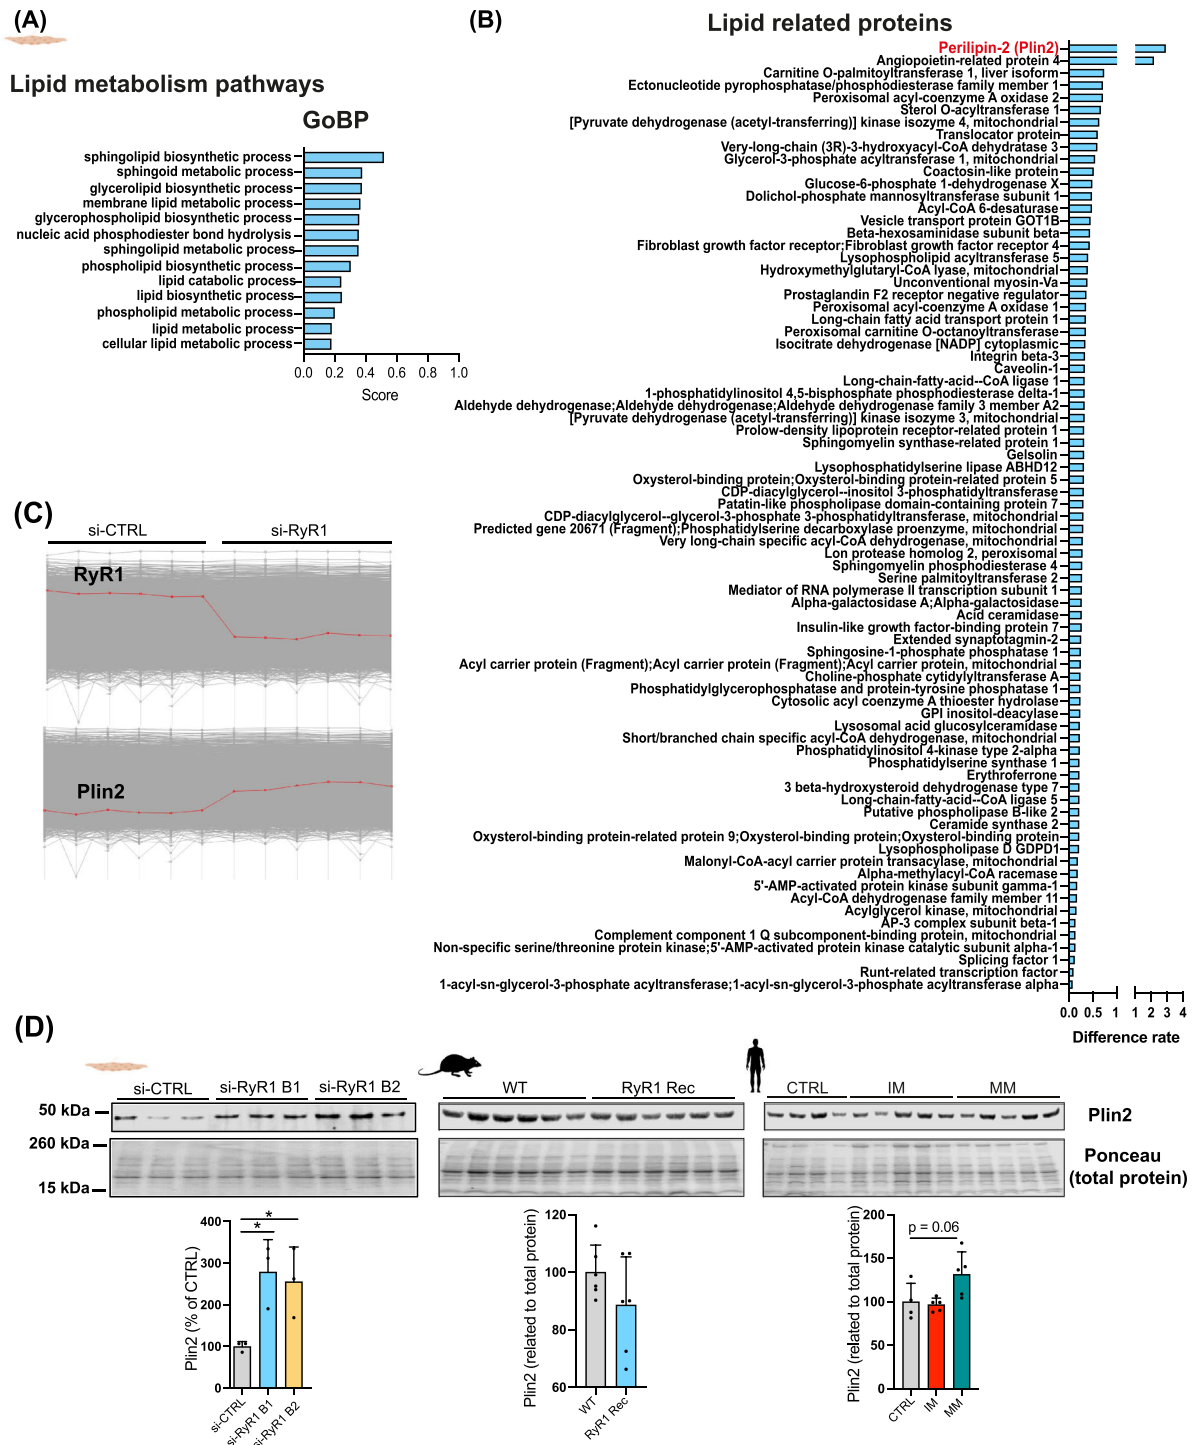 (A)
Lipid metabolism pathways
GoBP
sphingolipid biosynthetic process
sphingoid metabolic process
glycerolipid biosynthetic process
membrane lipid metabolic process
glycerophospholipid biosynthetic process
nucleic acid phosphodiester bond hydrolysis
sphingolipid metabolic process
phospholipid biosynthetic process
lipid catabolic process
lipid biosynthetic process
phospholipid metabolic process
lipid metabolic process
cellular lipid metabolic process
0.0 0.2 0.4 0.6 0.8 1.0
Score
(B)
Lipid related proteins
Perilipin-2 (Plin2)
Angiopoietin-related protein 4
Carnitine O-palmitoyltransferase 1, liver isoform
Ectonucleotide pyrophosphatase/phosphodiesterase family member 1
Peroxisomal acyl-coenzyme A oxidase 2
Sterol O-acyltransferase 1
[Pyruvate dehydrogenase (acetyl-transferring)] kinase isozyme 4, mitochondrial
Translocator protein
Very-long-chain (3R)-3-hydroxyacyl-CoA dehydratase 3
Glycerol-3-phosphate acyltransferase 1, mitochondrial
Coactosin-like protein
Glucose-6-phosphate 1-dehydrogenase X
Dolichol-phosphate mannosyltransferase subunit 1
Acyl-CoA 6-desaturase
Vesicle transport protein GOT1B
Beta-hexosaminidase subunit beta
Fibroblast growth factor receptor;Fibroblast growth factor receptor 4
Lysophospholipid acyltransferase 5
Hydroxymethylglutaryl-CoA lyase, mitochondrial
Unconventional myosin-Va
Prostaglandin F2 receptor negative regulator
Peroxisomal acyl-coenzyme A oxidase 1
Long-chain fatty acid transport protein 1
Peroxisomal carnitine O-octanoyltransferase
Isocitrate dehydrogenase [NADP] cytoplasmic
Integrin beta-3
Caveolin-1
Long-chain-fatty-acid--CoA ligase 1
1-phosphatidylinositol 4,5-bisphosphate phosphodiesterase delta-1
Aldehyde dehydrogenase;Aldehyde dehydrogenase;Aldehyde dehydrogenase family 3 member A2
[Pyruvate dehydrogenase (acetyl-transferring)] kinase isozyme 3, mitochondrial
Prolow-density lipoprotein receptor-related protein 1
Sphingomyelin synthase-related protein 1
Gelsolin
Lysophosphatidylserine lipase ABHD12
Oxysterol-binding protein;Oxysterol-binding protein-related protein 5
CDP-diacylglycerol--inositol 3-phosphatidyltransferase
Patatin-like phospholipase domain-containing protein 7
CDP-diacylglycerol--glycerol-3-phosphate 3-phosphatidyltransferase, mitochondrial
Predicted gene 20671 (Fragment);Phosphatidylserine decarboxylase proenzyme, mitochondrial
Very long-chain specific acyl-CoA dehydrogenase, mitochondrial
Lon protease homolog 2, peroxisomal
Sphingomyelin phosphodiesterase 4
Serine palmitoyltransferase 2
Mediator of RNA polymerase II transcription subunit 1
Alpha-galactosidase A;Alpha-galactosidase
Acid ceramidase
Insulin-like growth factor-binding protein 7
Extended synaptotagmin-2
Sphingosine-1-phosphate phosphatase 1
Acyl carrier protein (Fragment);Acyl carrier protein (Fragment);Acyl carrier protein, mitochondrial
Choline-phosphate cytidylyltransferase A
Phosphatidylglycerophosphatase and protein-tyrosine phosphatase 1
Cytosolic acyl coenzyme A thioester hydrolase
GPI inositol-deacylase
Lysosomal acid glucosylceramidase
Short/branched chain specific acyl-CoA dehydrogenase, mitochondrial
Phosphatidylinositol 4-kinase type 2-alpha
Phosphatidylserine synthase 1
Erythroferrone
3 beta-hydroxysteroid dehydrogenase type 7
Long-chain-fatty-acid--CoA ligase 5
Putative phospholipase B-like 2
Ceramide synthase 2
Oxysterol-binding protein-related protein 9;Oxysterol-binding protein;Oxysterol-binding protein
Lysophospholipase D GDPD1
Malonyl-CoA-acyl carrier protein transacylase, mitochondrial
Alpha-methylacyl-CoA racemase
5'-AMP-activated protein kinase subunit gamma-1
Acyl-CoA dehydrogenase family member 11
Acylglycerol kinase, mitochondrial
AP-3 complex subunit beta-1
Complement component 1 Q subcomponent-binding protein, mitochondrial
Non-specific serine/threonine protein kinase;5'-AMP-activated protein kinase catalytic subunit alpha-1
Splicing factor 1
Runt-related transcription factor
1-acyl-sn-glycerol-3-phosphate acyltransferase;1-acyl-sn-glycerol-3-phosphate acyltransferase alpha
0.0 0.5 1 1 2 3 4
Difference rate
(C)
si-CTRL si-RyR1
RyR1
Plin2
(D)
si-CTRL si-RyR1 B1 si-RyR1 B2
WT RyR1 Rec
CTRL IM MM
50 kDa
Plin2
260 kDa
15 kDa
Ponceau
(total protein)
Plin2 (% of CTRL)
400
300
200
100
0
* *
si-CTRL
si-RyR1 B1
si-RyR1 B2
Plin2 (related to total protein)
120
100
80
60
WT
RyR1 Rec
Plin2 (related to total protein)
200
150
100
50
0
p = 0.06
CTRL
IM
MM